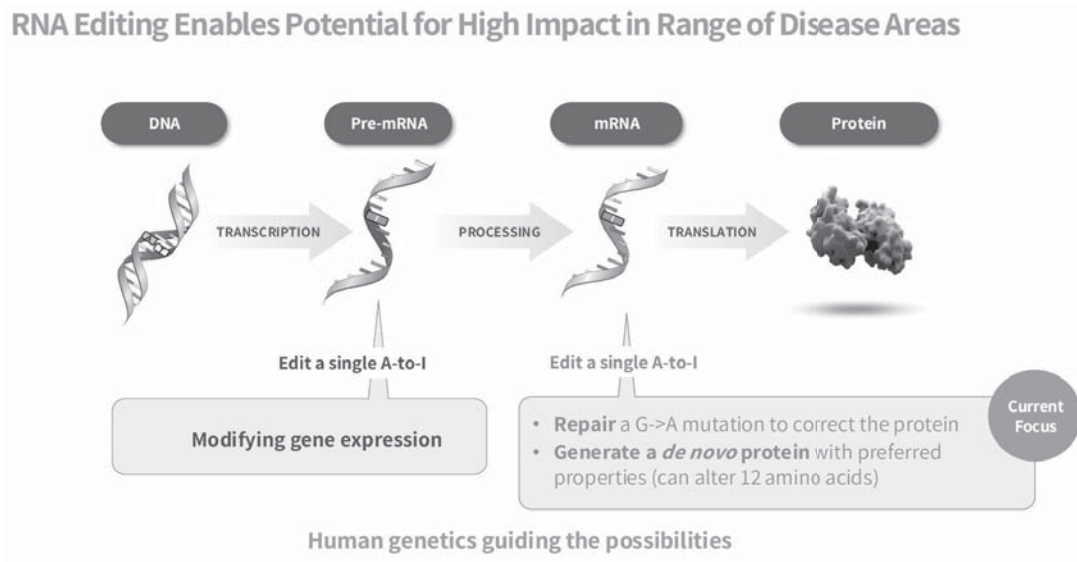 RNA Editing Enables Potential for High Impact in Range of Disease Areas
DNA
Pre-mRNA
mRNA
Protein
TRANSCRIPTION
PROCESSING
TRANSLATION
Edit a single A-to-I
Edit a single A-to-I
Modifying gene expression
• Repair a G->A mutation to correct the protein
• Generate a de novo protein with preferred
properties (can alter 12 amino acids)
Current
Focus
Human genetics guiding the possibilities